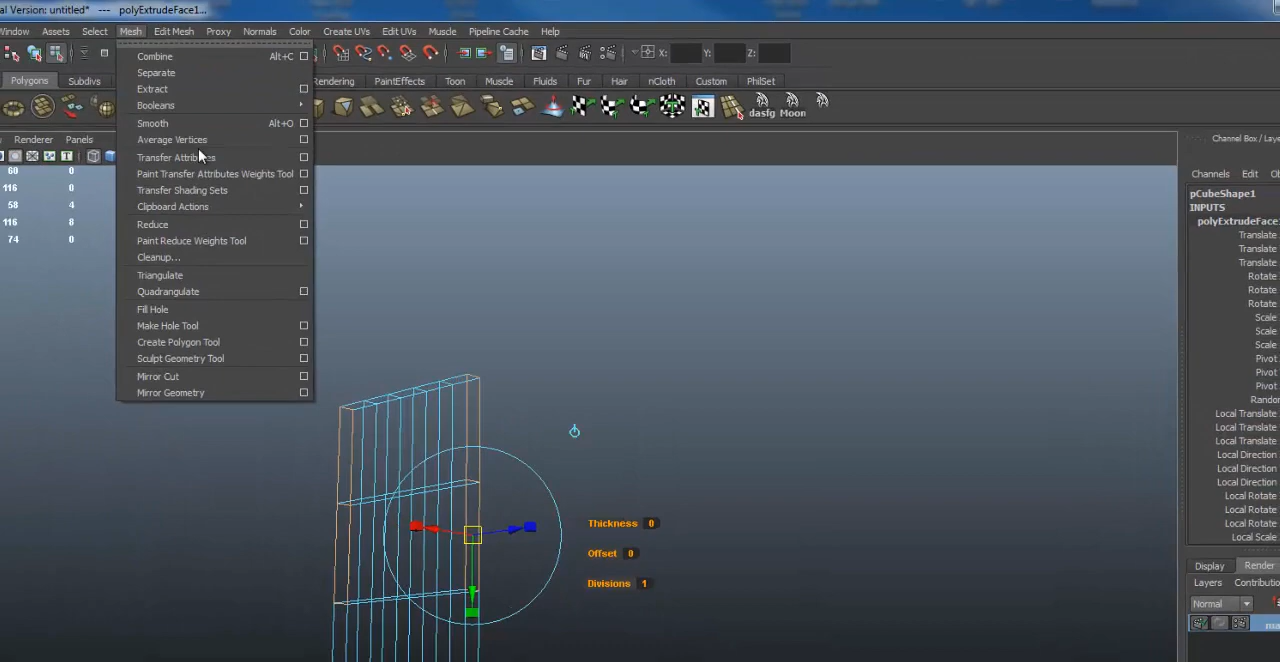 al Version: untitled* --- polyExtrudeFace1...
Window Assets Select Mesh Edit Mesh Proxy Normals Color Create UVs Edit UVs Muscle Pipeline Cache Help
X: Y: Z:
Polygons Subdivs Rendering PaintEffects Toon Muscle Fluids Fur Hair nCloth Custom PhilSet
dasfg Moon
Renderer Panels
Combine Alt+C
Separate
Extract
Booleans
Smooth Alt+O
Average Vertices
Transfer Attributes
Paint Transfer Attributes Weights Tool
Transfer Shading Sets
Clipboard Actions
Reduce
Paint Reduce Weights Tool
Cleanup...
Triangulate
Quadrangulate
Fill Hole
Make Hole Tool
Create Polygon Tool
Sculpt Geometry Tool
Mirror Cut
Mirror Geometry
60 0
116 0
58 4
116 8
74 0
Thickness 0
Offset 0
Divisions 1
Channel Box / Laye
Channels Edit Ob
pCubeShape1
INPUTS
polyExtrudeFace1
Translate
Translate
Translate
Rotate
Rotate
Rotate
Scale
Scale
Scale
Pivot
Pivot
Pivot
Random
Local Translate
Local Translate
Local Translate
Local Direction
Local Direction
Local Direction
Local Rotate
Local Rotate
Local Rotate
Local Scale
Display Render
Layers Contributio
Normal
ma